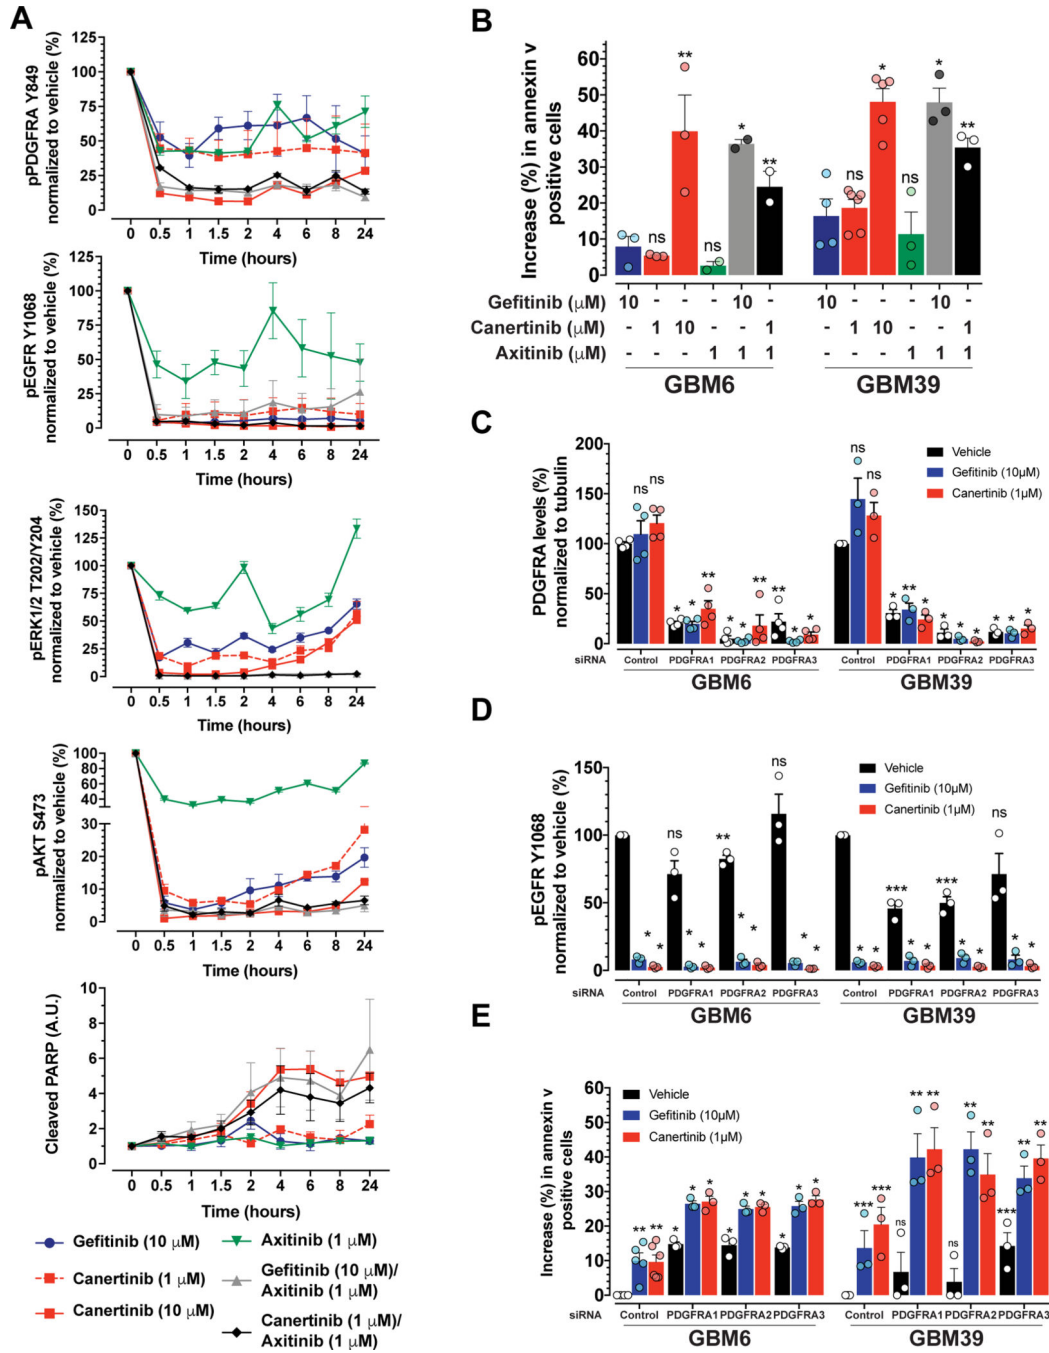 A
pPDGFRA Y849
normalized to vehicle (%)
100
75
50
25
0
0 0.5 1 1.5 2 4 6 8 24
Time (hours)
pEGFR Y1068
normalized to vehicle (%)
125
100
75
50
25
0
0 0.5 1 1.5 2 4 6 8 24
Time (hours)
pERK1/2 T202/Y204
normalized to vehicle (%)
150
125
100
75
50
25
0
0 0.5 1 1.5 2 4 6 8 24
Time (hours)
pAKT S473
normalized to vehicle (%)
100
80
60
40
30
20
10
0
0 0.5 1 1.5 2 4 6 8 24
Time (hours)
Cleaved PARP (A.U.)
10
8
6
4
2
0
0 0.5 1 1.5 2 4 6 8 24
Time (hours)
Gefitinib (10 μM)
Canertinib (1 μM)
Canertinib (10 μM)
Axitinib (1 μM)
Gefitinib (10 μM)/
Axitinib (1 μM)
Canertinib (1 μM)/
Axitinib (1 μM)
B
Increase (%) in annexin v
positive cells
60
50
40
30
20
10
0
ns ** ns * ** ns * ns * **
Gefitinib (μM) 10 - - - 10 - 10 - - - 10 -
Canertinib (μM) - 1 10 - - 1 - 1 10 - - 1
Axitinib (μM) - - - 1 1 1 - - - 1 1 1
GBM6 GBM39
C
PDGFRA levels (%)
normalized to tubulin
200
150
100
50
0
Vehicle
Gefitinib (10μM)
Canertinib (1μM)
ns ns * * ** * * ** ** * * ns ns * ** * * * * * * *
siRNA Control PDGFRA1 PDGFRA2 PDGFRA3 Control PDGFRA1 PDGFRA2 PDGFRA3
GBM6 GBM39
D
pEGFR Y1068
normalized to vehicle (%)
150
100
50
0
Vehicle
Gefitinib (10μM)
Canertinib (1μM)
* * ns * * ** * * ns * * * * *** * * *** * * ns * *
siRNA Control PDGFRA1 PDGFRA2 PDGFRA3 Control PDGFRA1 PDGFRA2 PDGFRA3
GBM6 GBM39
E
Increase (%) in annexin v
positive cells
60
50
40
30
20
10
0
Vehicle
Gefitinib (10μM)
Canertinib (1μM)
** ** * * * * * * * * * *** *** ns ** ** ns ** ** *** ** **
siRNA Control PDGFRA1 PDGFRA2 PDGFRA3 Control PDGFRA1 PDGFRA2 PDGFRA3
GBM6 GBM39